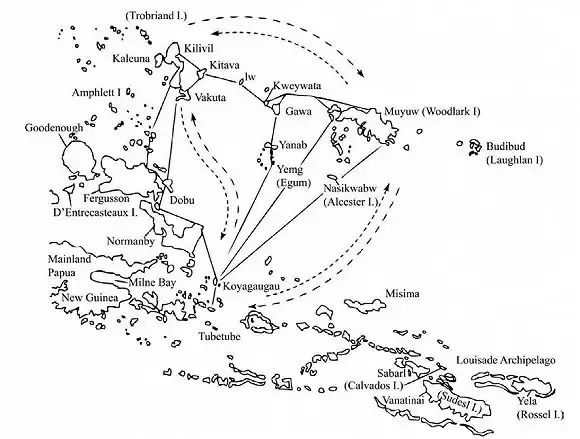 (Trobriand I.)
Kilivil
Kaleuna
Kitava
Iw
Kweywata
Amphlett I
Vakuta
Gawa
Muyuw (Woodlark I)
Goodenough
Yanab
Budibud
(Laughlan I)
Yemg
(Egum)
Nasikwabw
(Alcester I.)
Fergusson
Dobu
D'Entrecasteaux I.
Normanby
Mainland
Papua
Milne Bay
Koyagaugau
New Guinea
Misima
Tubetube
Louisade Archipelago
Sabarl
(Calvados I.)
Vanatinai
(Sudesl I.)
Yela
(Rossel I.)